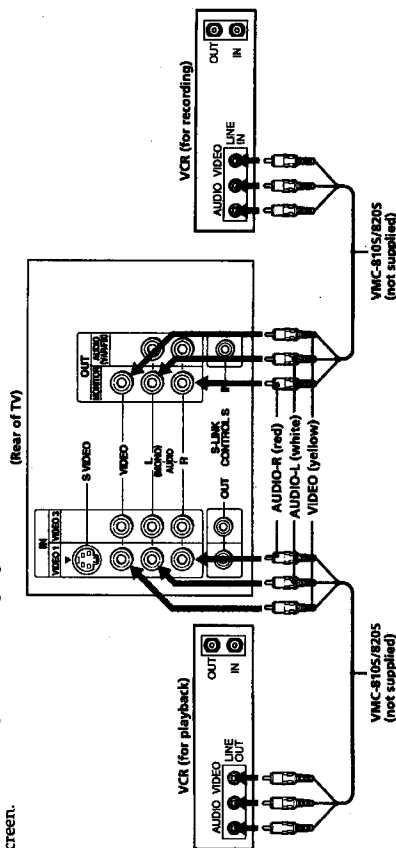 creen.
(Rear of TV)
IN
VIDEO 1 VIDEO 3
S VIDEO
VIDEO
L
(MONO)
AUDIO
R
OUT
MONITOR
AUDIO
(VAR/FIX)
S-LINK
CONTROL S
OUT
IN
VCR (for playback)
AUDIO VIDEO
LINE
OUT
OUT
IN
VCR (for recording)
AUDIO VIDEO
LINE
IN
OUT
IN
AUDIO-R (red)
AUDIO-L (white)
VIDEO (yellow)
VMC-810S/820S
(not supplied)
VMC-810S/820S
(not supplied)